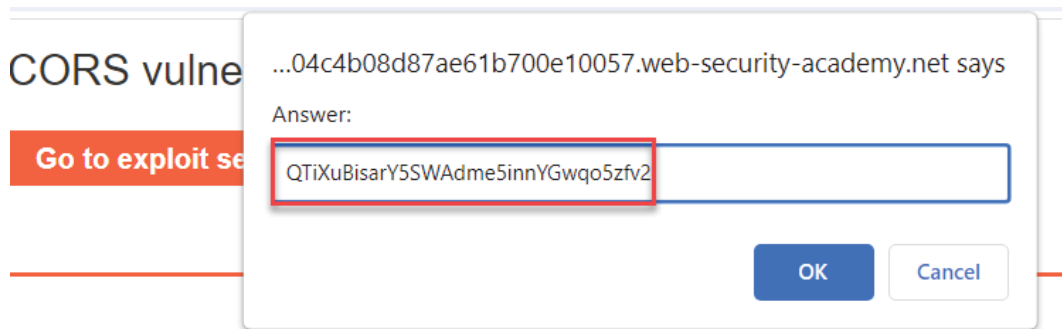 CORS vulne
...04c4b08d87ae61b700e10057.web-security-academy.net says
Answer:
Go to exploit se
QTiXuBisarY5SWAdme5innYGwqo5zfv2
OK
Cancel